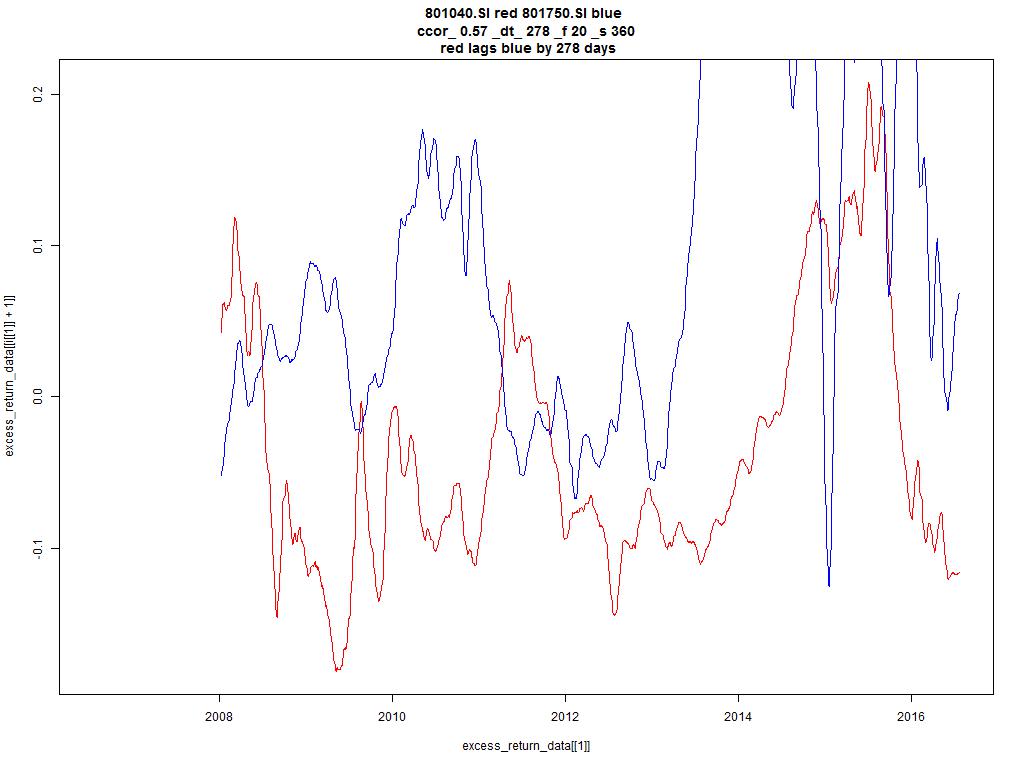 801040.SI red 801750.SI blue
ccor_ 0.57 _dt_ 278 _f 20 _s 360
red lags blue by 278 days
0.2
0.1
0.0
-0.1
excess_return_data[[i[[1]] + 1]]
2008 2010 2012 2014 2016
excess_return_data[[1]]